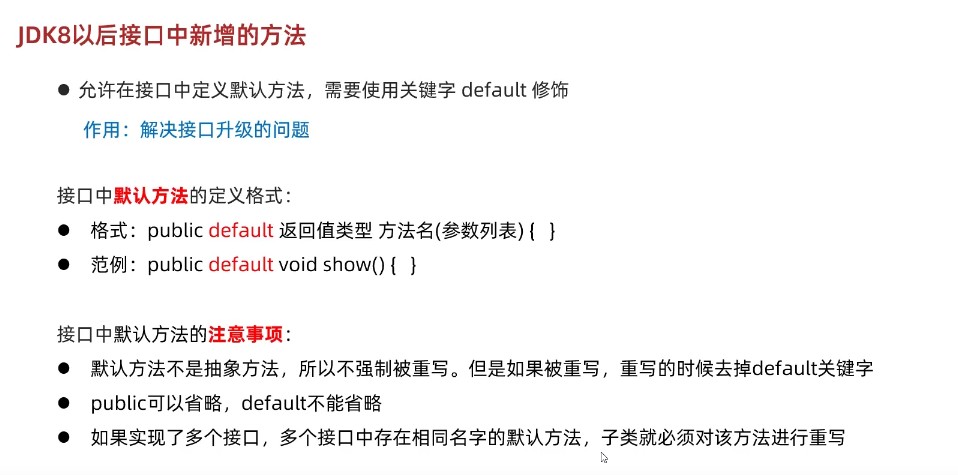 JDK8以后接口中新增的方法
● 允许在接口中定义默认方法，需要使用关键字 default 修饰
作用：解决接口升级的问题
接口中默认方法的定义格式：
● 格式：public default 返回值类型 方法名(参数列表) { }
● 范例：public default void show() { }
接口中默认方法的注意事项：
● 默认方法不是抽象方法，所以不强制被重写。但是如果被重写，重写的时候去掉default关键字
● public可以省略，default不能省略
● 如果实现了多个接口，多个接口中存在相同名字的默认方法，子类就必须对该方法进行重写